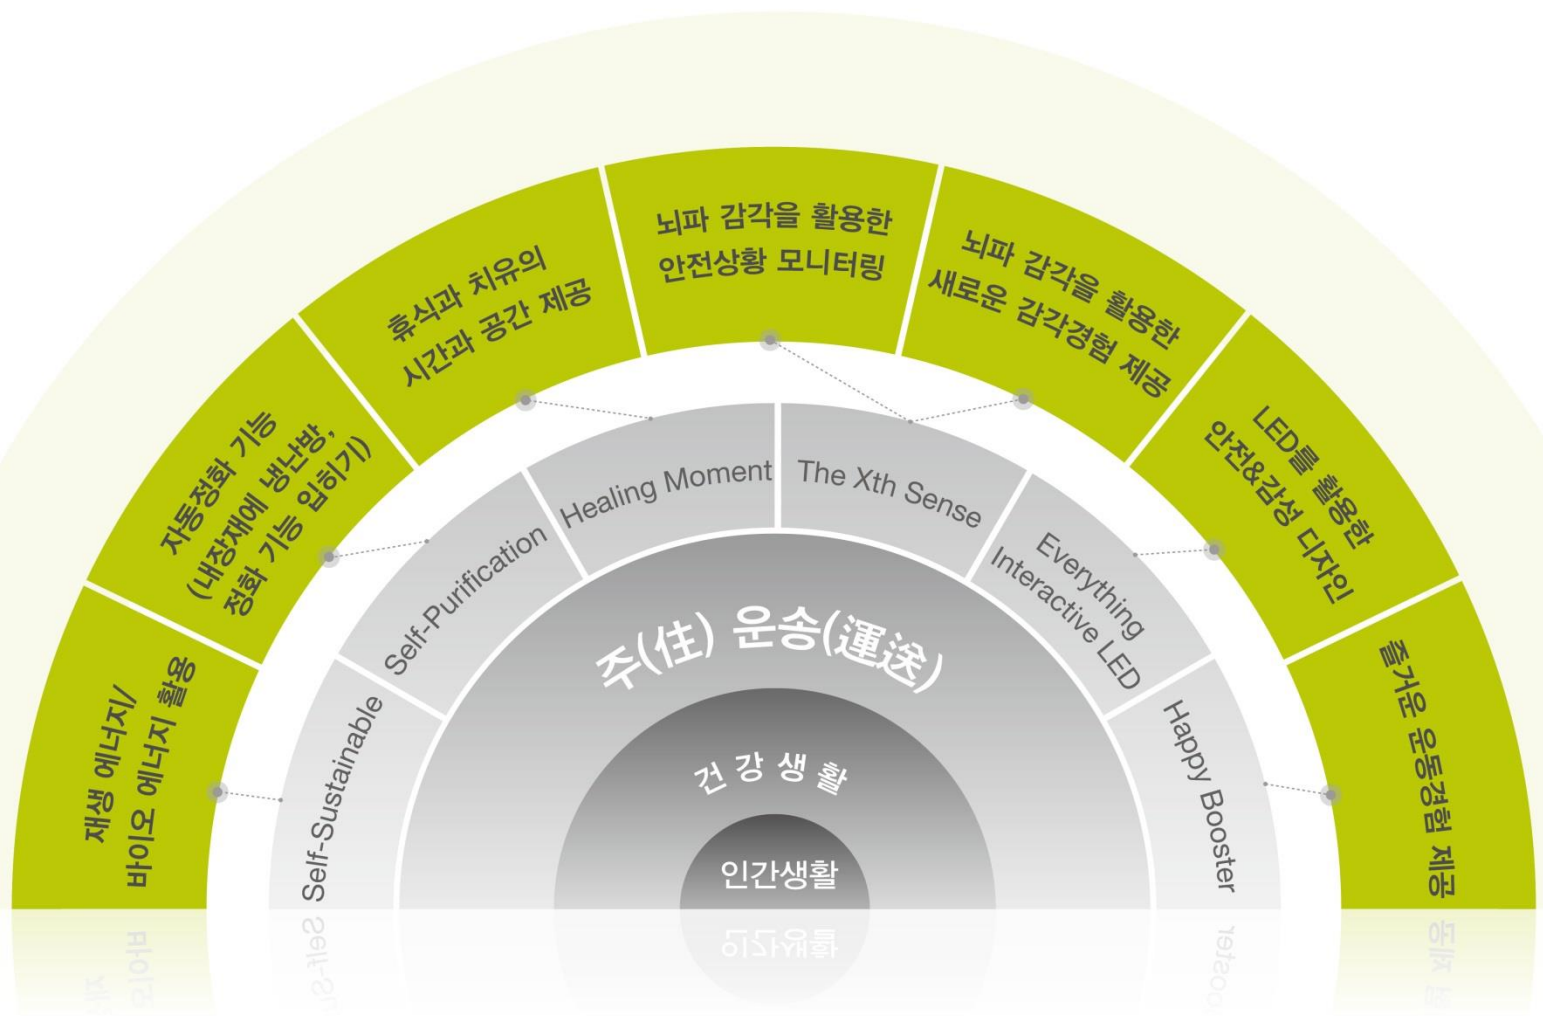 재생 에너지/
바이오 에너지 활용
자동정화 기능
(내장재에 냉난방,
정화 기능 입히기)
휴식과 치유의
시간과 공간 제공
뇌파 감각을 활용한
안전상황 모니터링
뇌파 감각을 활용한
새로운 감각경험 제공
LED를 활용한
안전&감성 디자인
즐거운 운동경험 제공
Self-Sustainable
Self-Purification
Healing Moment
The Xth Sense
Everything
Interactive LED
Happy Booster
주(住) 운송(運送)
건강생활
인간생활